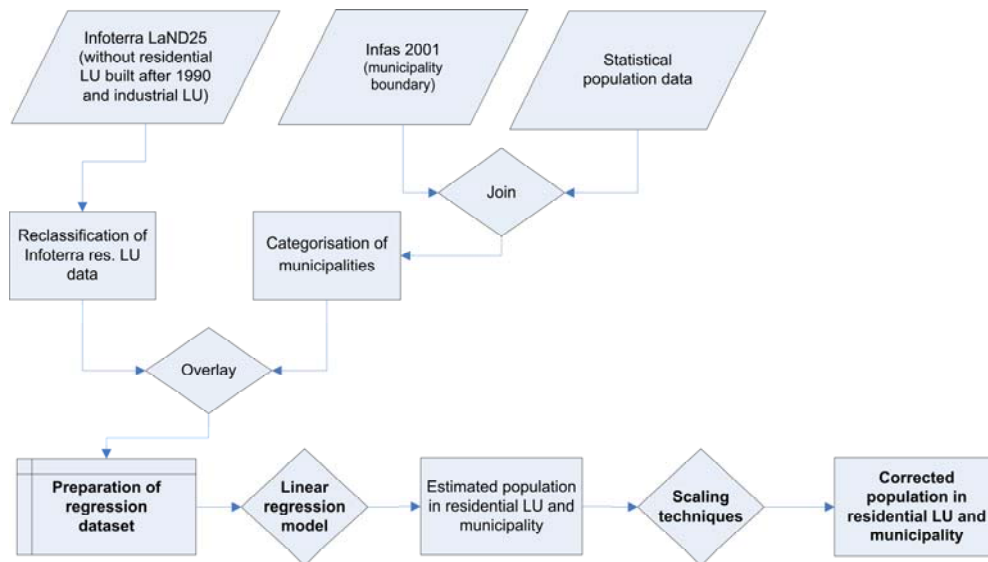 Infoterra LaND25
(without residential
LU built after 1990
and industrial LU)
Infas 2001
(municipality
boundary)
Statistical
population data
Join
Reclassification of
Infoterra res. LU
data
Categorisation of
municipalities
Overlay
Preparation of
regression
dataset
Linear
regression
model
Estimated population
in residential LU and
municipality
Scaling
techniques
Corrected
population in
residential LU and
municipality